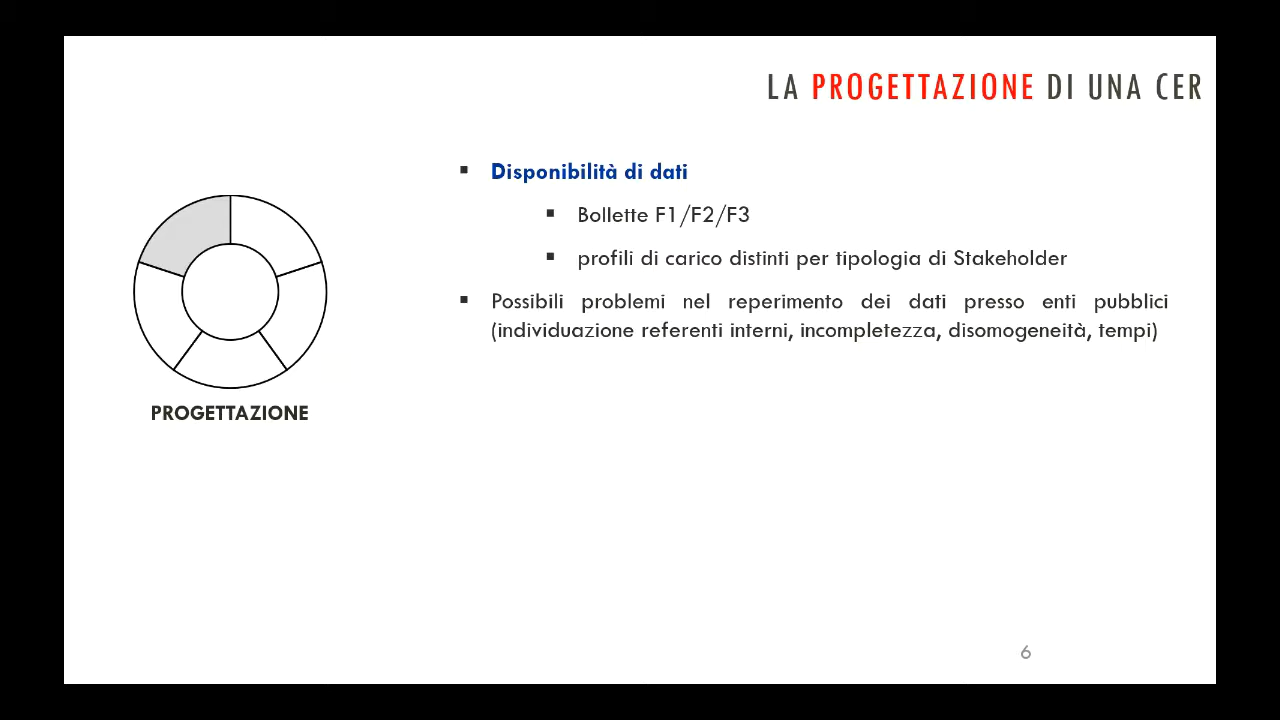 LA PROGETTAZIONE DI UNA CER
▪ Disponibilità di dati
▪ Bollette F1/F2/F3
▪ profili di carico distinti per tipologia di Stakeholder
▪ Possibili problemi nel reperimento dei dati presso enti pubblici
(individuazione referenti interni, incompletezza, disomogeneità, tempi)
PROGETTAZIONE
6